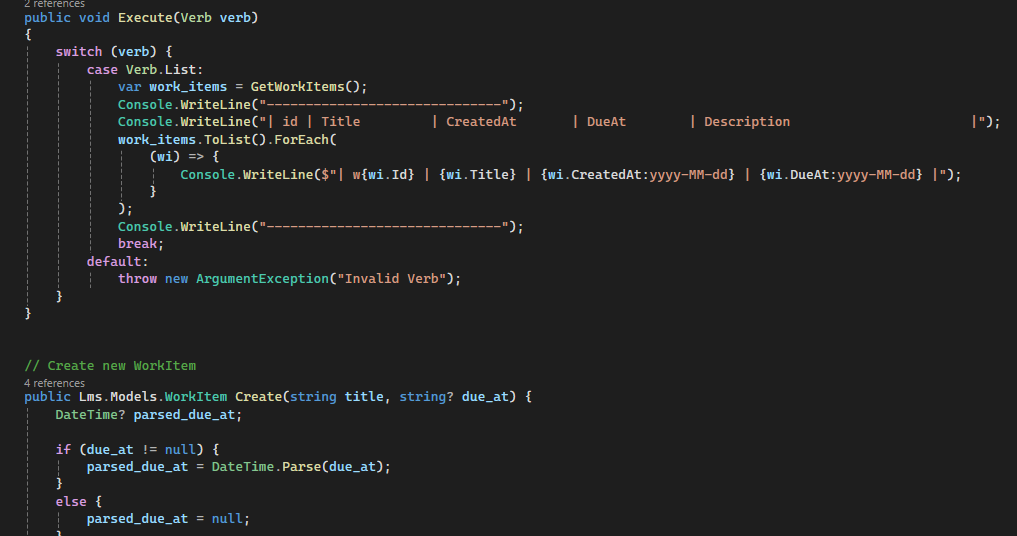 2 references
public void Execute(Verb verb)
{
    switch (verb) {
        case Verb.List:
            var work_items = GetWorkItems();
            Console.WriteLine("------------------------------");
            Console.WriteLine("| id | Title         | CreatedAt       | DueAt        | Description                       |");
            work_items.ToList().ForEach(
                (wi) => {
                    Console.WriteLine($"| w{wi.Id} | {wi.Title} | {wi.CreatedAt:yyyy-MM-dd} | {wi.DueAt:yyyy-MM-dd} |");
                }
            );
            Console.WriteLine("------------------------------");
            break;
        default:
            throw new ArgumentException("Invalid Verb");
    }
}
// Create new WorkItem
4 references
public Lms.Models.WorkItem Create(string title, string? due_at) {
    DateTime? parsed_due_at;
    if (due_at != null) {
        parsed_due_at = DateTime.Parse(due_at);
    }
    else {
        parsed_due_at = null;
    }